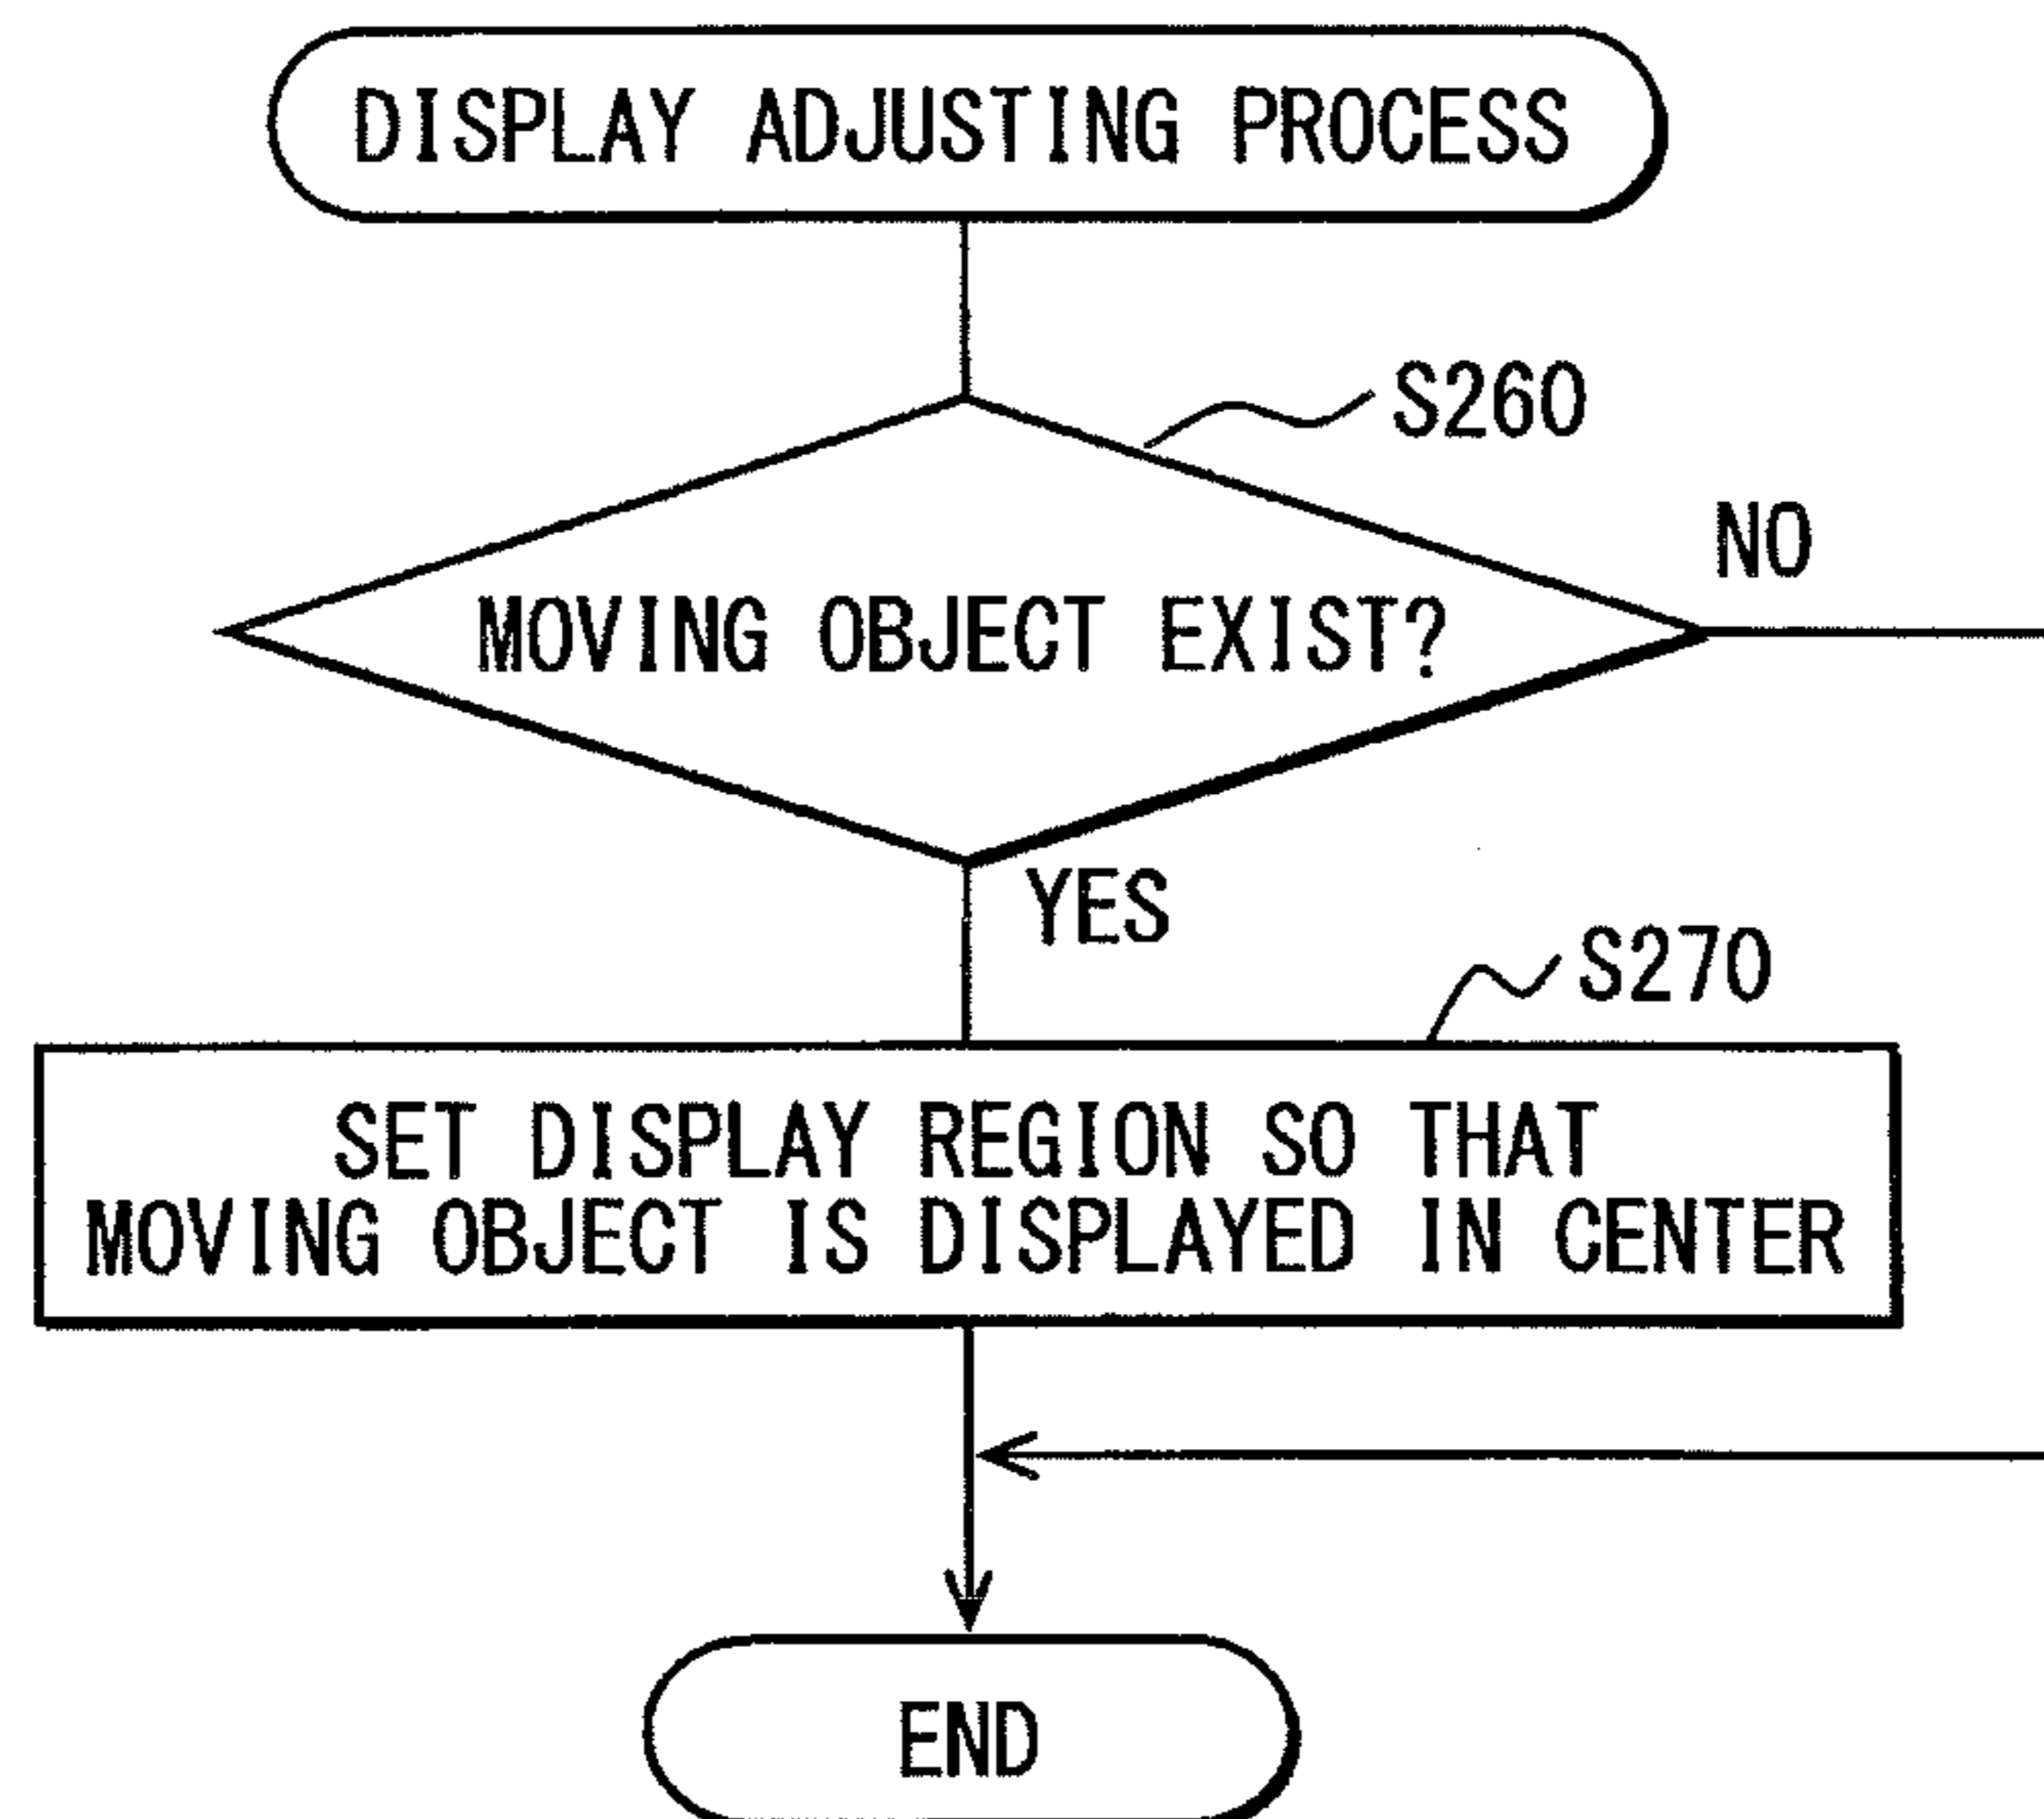 DISPLAY ADJUSTING PROCESS
S260
NO
MOVING OBJECT EXIST?
YES
S270
SET DISPLAY REGION SO THAT
MOVING OBJECT IS DISPLAYED IN CENTER
END